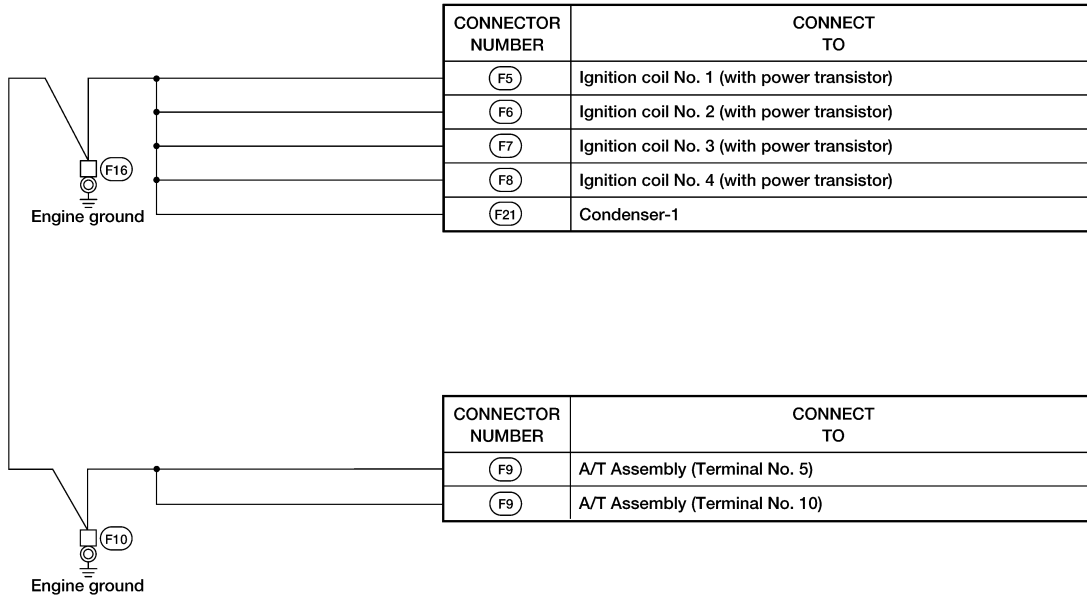 CONNECTOR
NUMBER
CONNECT
TO
F5
Ignition coil No. 1 (with power transistor)
F6
Ignition coil No. 2 (with power transistor)
F7
Ignition coil No. 3 (with power transistor)
F8
Ignition coil No. 4 (with power transistor)
F21
Condenser-1
F16
Engine ground
CONNECTOR
NUMBER
CONNECT
TO
F9
A/T Assembly (Terminal No. 5)
F9
A/T Assembly (Terminal No. 10)
F10
Engine ground